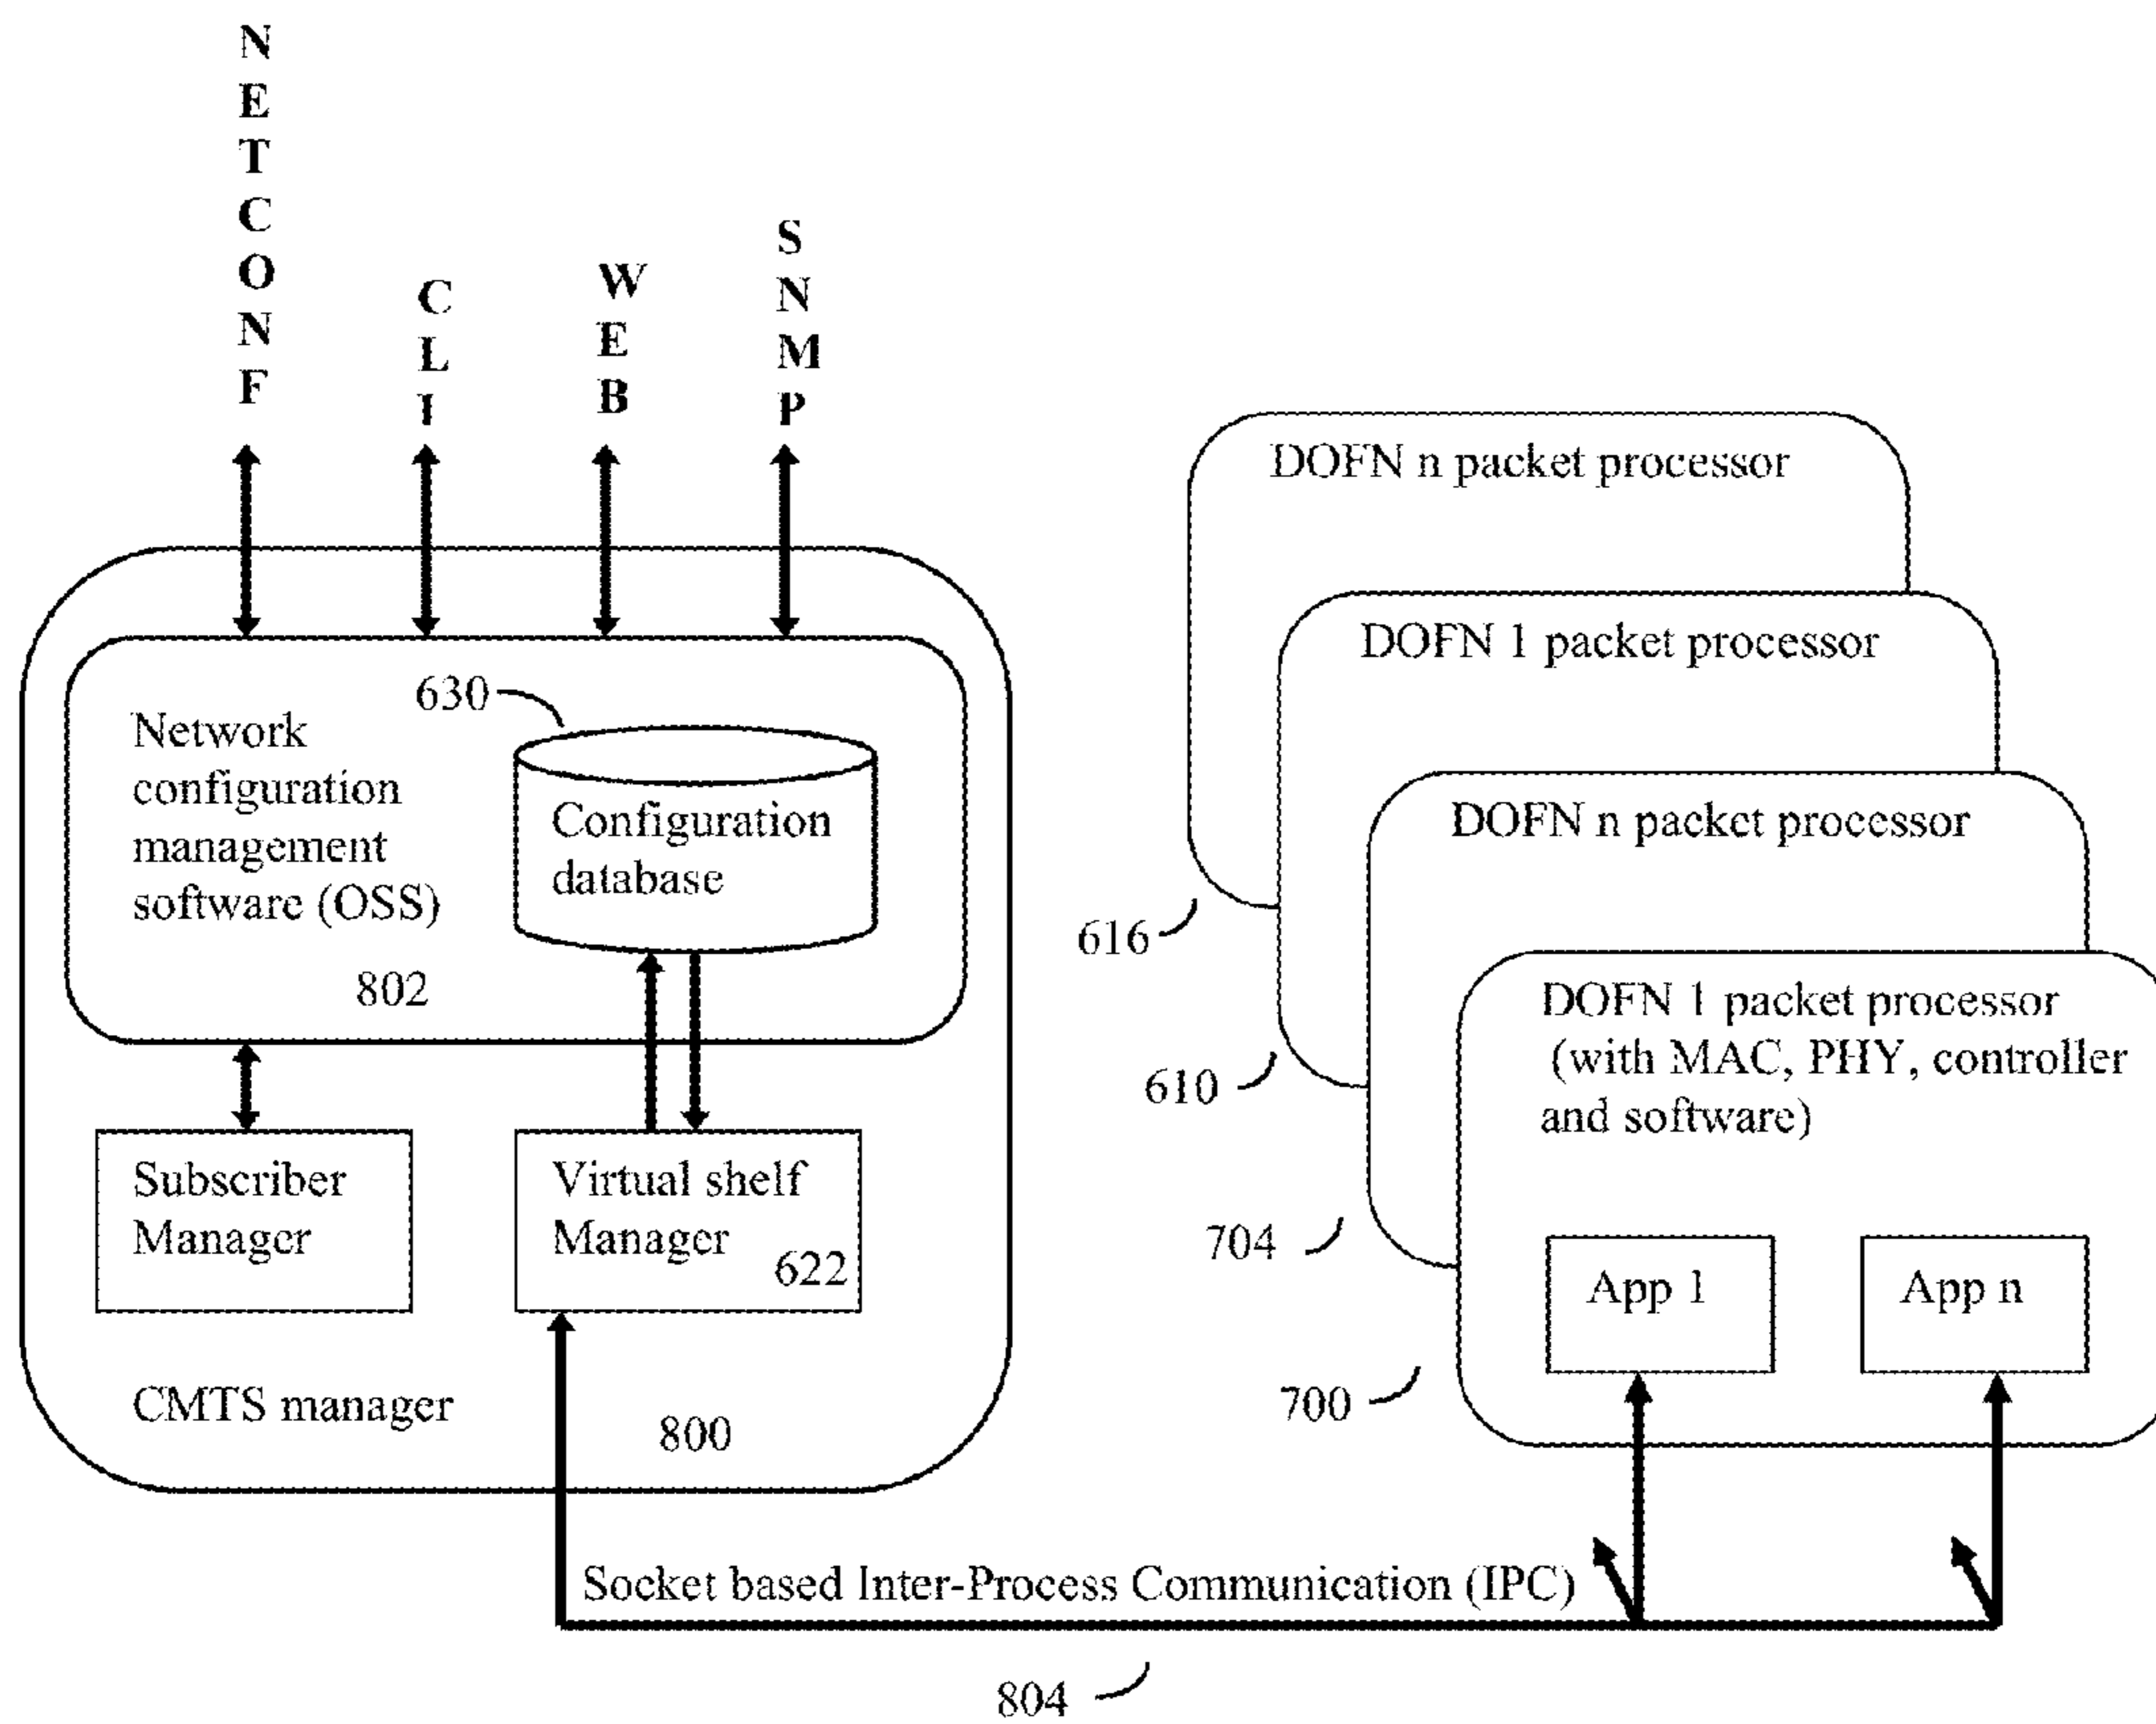 NETCONF
CLI
WEB
SNMP
630
Network
configuration
management
software (OSS)
802
Configuration
database
Subscriber
Manager
Virtual shelf
Manager
622
CMTS manager
800
DOFN n packet processor
616
DOFN 1 packet processor
610
DOFN n packet processor
704
DOFN 1 packet processor
(with MAC, PHY, controller
and software)
App 1
App n
700
Socket based Inter-Process Communication (IPC)
804